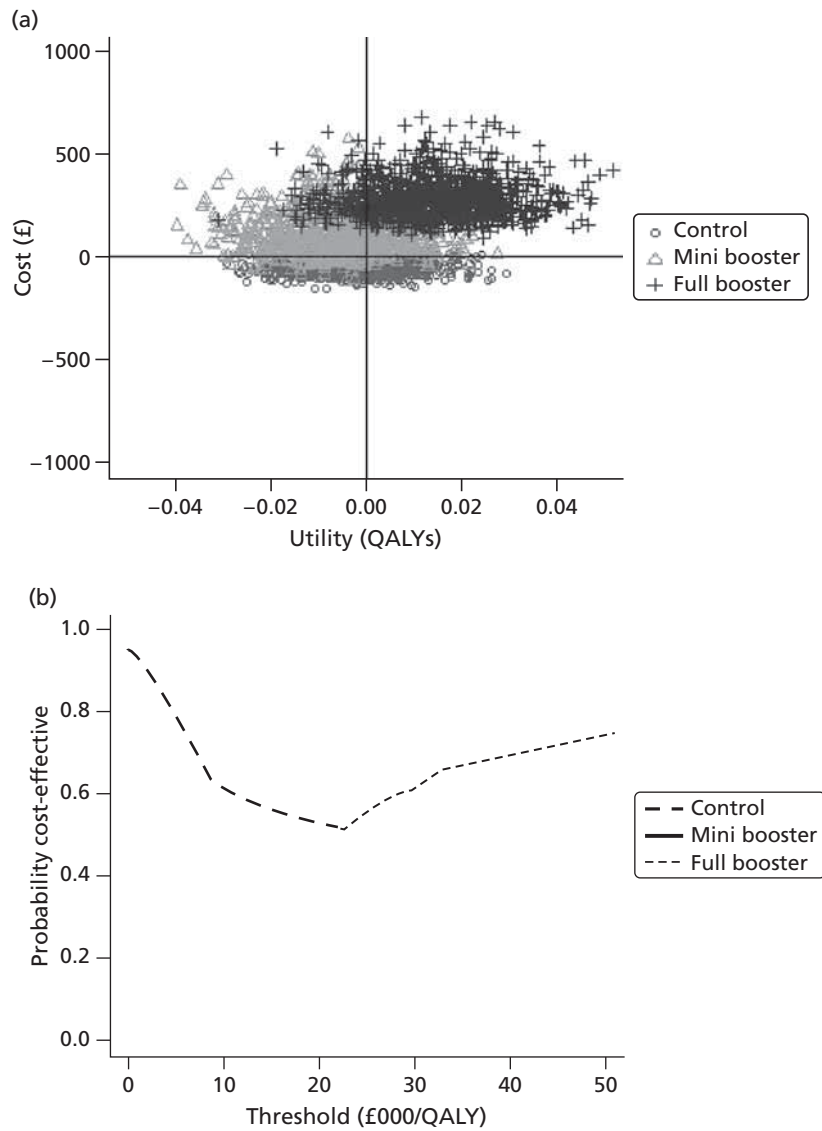 (a)
1000
500
0
−500
−1000
Cost (£)
−0.04 −0.02 0.00 0.02 0.04
Utility (QALYs)
Control
Mini booster
Full booster
(b)
1.0
0.8
0.6
0.4
0.2
0.0
Probability cost-effective
0 10 20 30 40 50
Threshold (£000/QALY)
Control
Mini booster
Full booster